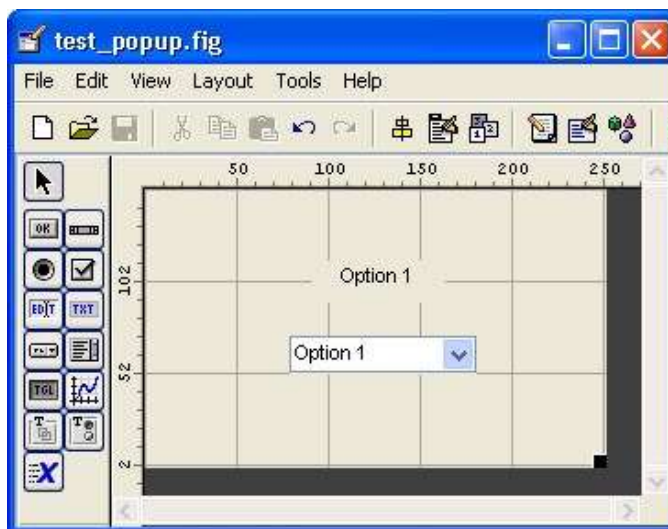 test_popup.fig
File Edit View Layout Tools Help
50 100 150 200 250
OK
102
Option 1
EDIT TXT
Option 1
52
TGL
T T
2
X